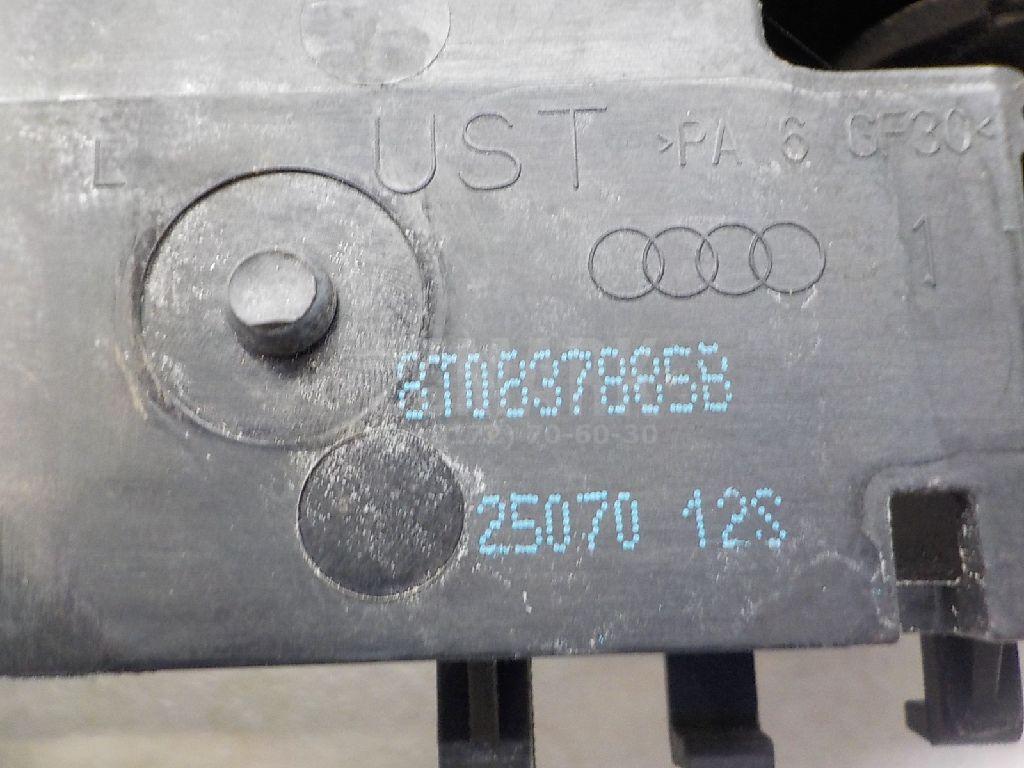 L UST >PA 6 GF30<
1
8T0837885B
25070 12S